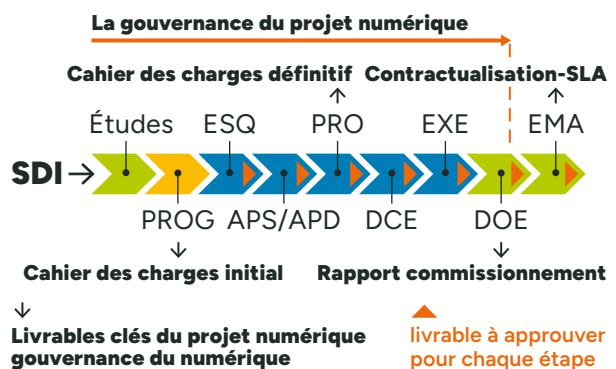 La gouvernance du projet numérique
Cahier des charges définitif Contractualisation-SLA
Études ESQ PRO EXE EMA
SDI
PROG APS/APD DCE DOE
Cahier des charges initial Rapport commissionnement
Livrables clés du projet numérique
gouvernance du numérique
livrable à approuver
pour chaque étape